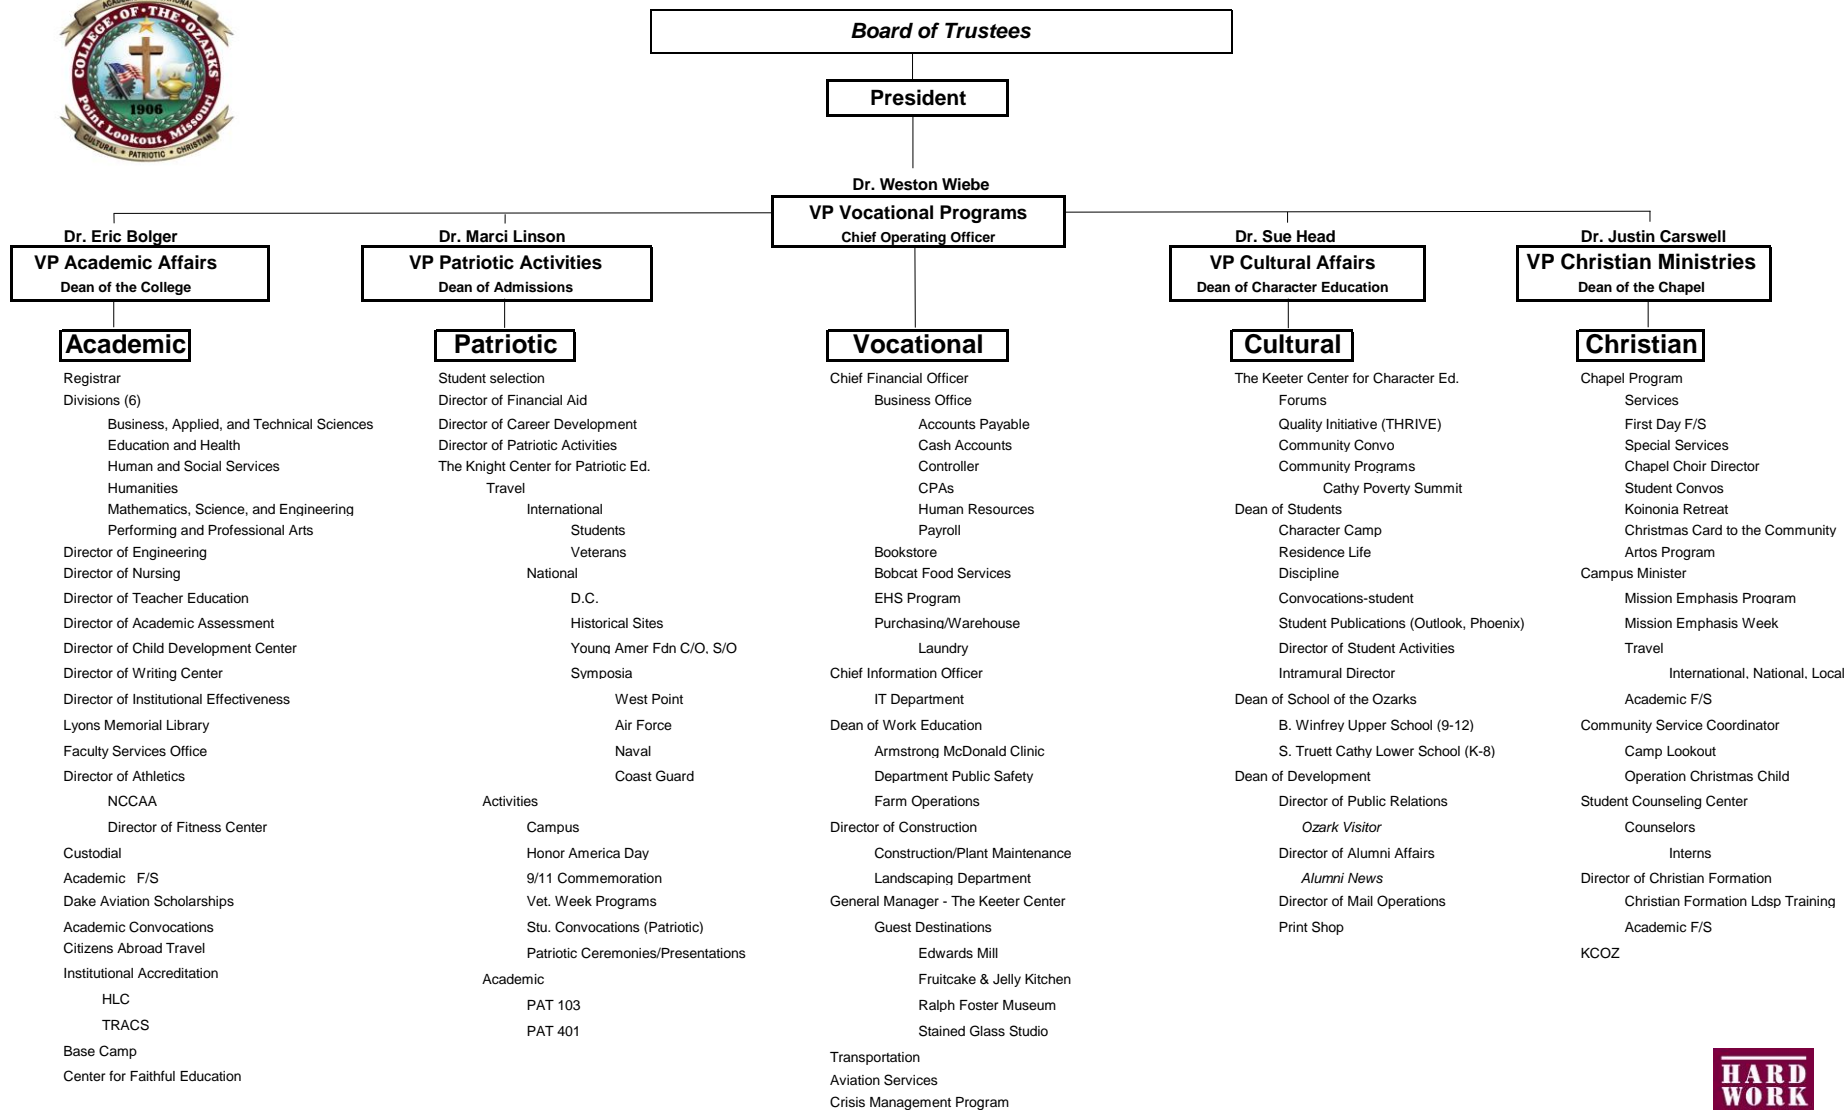 COLLEGE OF THE OZARKS
1906
Point Lookout, Missouri
CULTURAL • PATRIOTIC • CHRISTIAN
Board of Trustees
President
Dr. Weston Wiebe
VP Vocational Programs
Chief Operating Officer
Dr. Eric Bolger
VP Academic Affairs
Dean of the College
Academic
Registrar
Divisions (6)
Business, Applied, and Technical Sciences
Education and Health
Human and Social Services
Humanities
Mathematics, Science, and Engineering
Performing and Professional Arts
Director of Engineering
Director of Nursing
Director of Teacher Education
Director of Academic Assessment
Director of Child Development Center
Director of Writing Center
Director of Institutional Effectiveness
Lyons Memorial Library
Faculty Services Office
Director of Athletics
NCCAA
Director of Fitness Center
Custodial
Academic F/S
Dake Aviation Scholarships
Academic Convocations
Citizens Abroad Travel
Institutional Accreditation
HLC
TRACS
Base Camp
Center for Faithful Education
Dr. Marci Linson
VP Patriotic Activities
Dean of Admissions
Patriotic
Student selection
Director of Financial Aid
Director of Career Development
Director of Patriotic Activities
The Knight Center for Patriotic Ed.
Travel
International
Students
Veterans
National
D.C.
Historical Sites
Young Amer Fdn C/O, S/O
Symposia
West Point
Air Force
Naval
Coast Guard
Activities
Campus
Honor America Day
9/11 Commemoration
Vet. Week Programs
Stu. Convocations (Patriotic)
Patriotic Ceremonies/Presentations
Academic
PAT 103
PAT 401
Vocational
Chief Financial Officer
Business Office
Accounts Payable
Cash Accounts
Controller
CPAs
Human Resources
Payroll
Bookstore
Bobcat Food Services
EHS Program
Purchasing/Warehouse
Laundry
Chief Information Officer
IT Department
Dean of Work Education
Armstrong McDonald Clinic
Department Public Safety
Farm Operations
Director of Construction
Construction/Plant Maintenance
Landscaping Department
General Manager - The Keeter Center
Guest Destinations
Edwards Mill
Fruitcake & Jelly Kitchen
Ralph Foster Museum
Stained Glass Studio
Transportation
Aviation Services
Crisis Management Program
Dr. Sue Head
VP Cultural Affairs
Dean of Character Education
Cultural
The Keeter Center for Character Ed.
Forums
Quality Initiative (THRIVE)
Community Convo
Community Programs
Cathy Poverty Summit
Dean of Students
Character Camp
Residence Life
Discipline
Convocations-student
Student Publications (Outlook, Phoenix)
Director of Student Activities
Intramural Director
Dean of School of the Ozarks
B. Winfrey Upper School (9-12)
S. Truett Cathy Lower School (K-8)
Dean of Development
Director of Public Relations
Ozark Visitor
Director of Alumni Affairs
Alumni News
Director of Mail Operations
Print Shop
Dr. Justin Carswell
VP Christian Ministries
Dean of the Chapel
Christian
Chapel Program
Services
First Day F/S
Special Services
Chapel Choir Director
Student Convos
Koinonia Retreat
Christmas Card to the Community
Artos Program
Campus Minister
Mission Emphasis Program
Mission Emphasis Week
Travel
International, National, Local
Academic F/S
Community Service Coordinator
Camp Lookout
Operation Christmas Child
Student Counseling Center
Counselors
Interns
Director of Christian Formation
Christian Formation Ldsp Training
Academic F/S
KCOZ
HARD
WORK